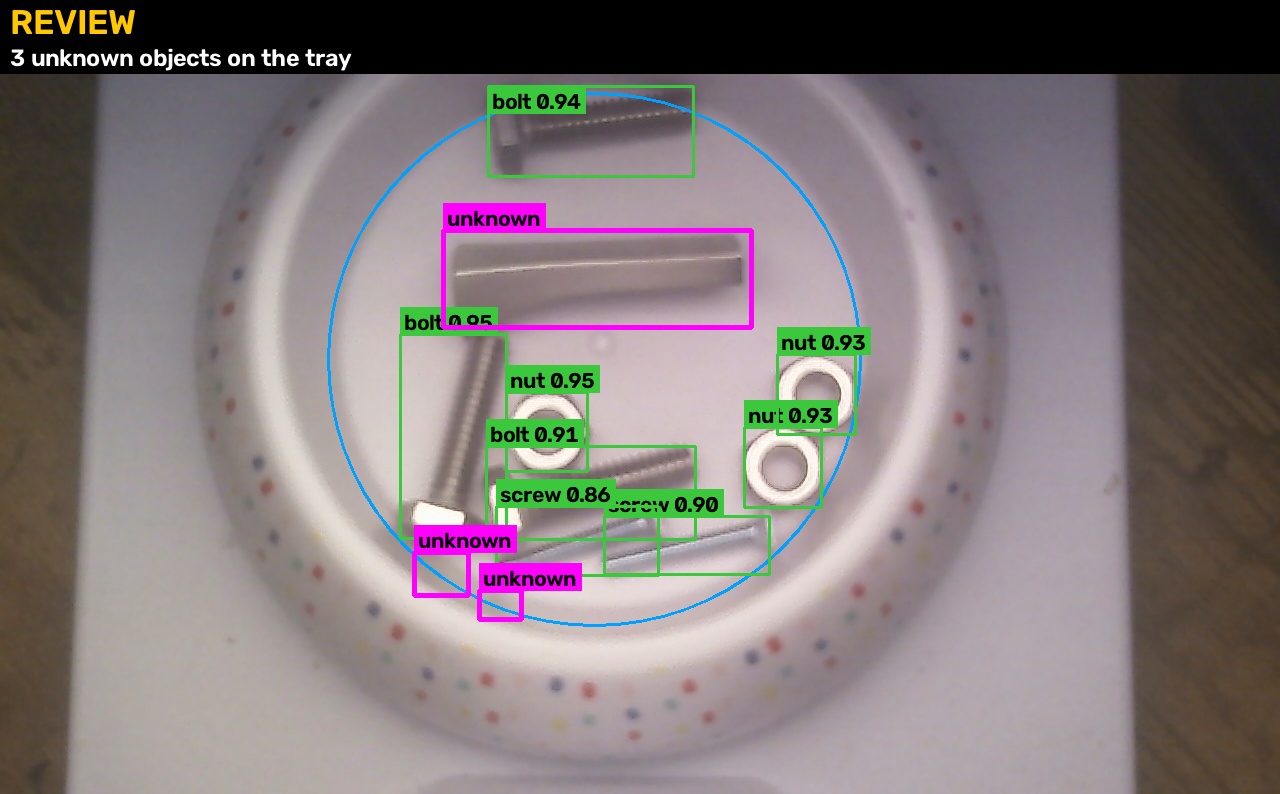 REVIEW
3 unknown objects on the tray
bolt 0.94
unknown
bolt 0.95
nut 0.93
nut 0.95
nut 0.93
bolt 0.91
screw 0.86
screw 0.90
unknown
unknown